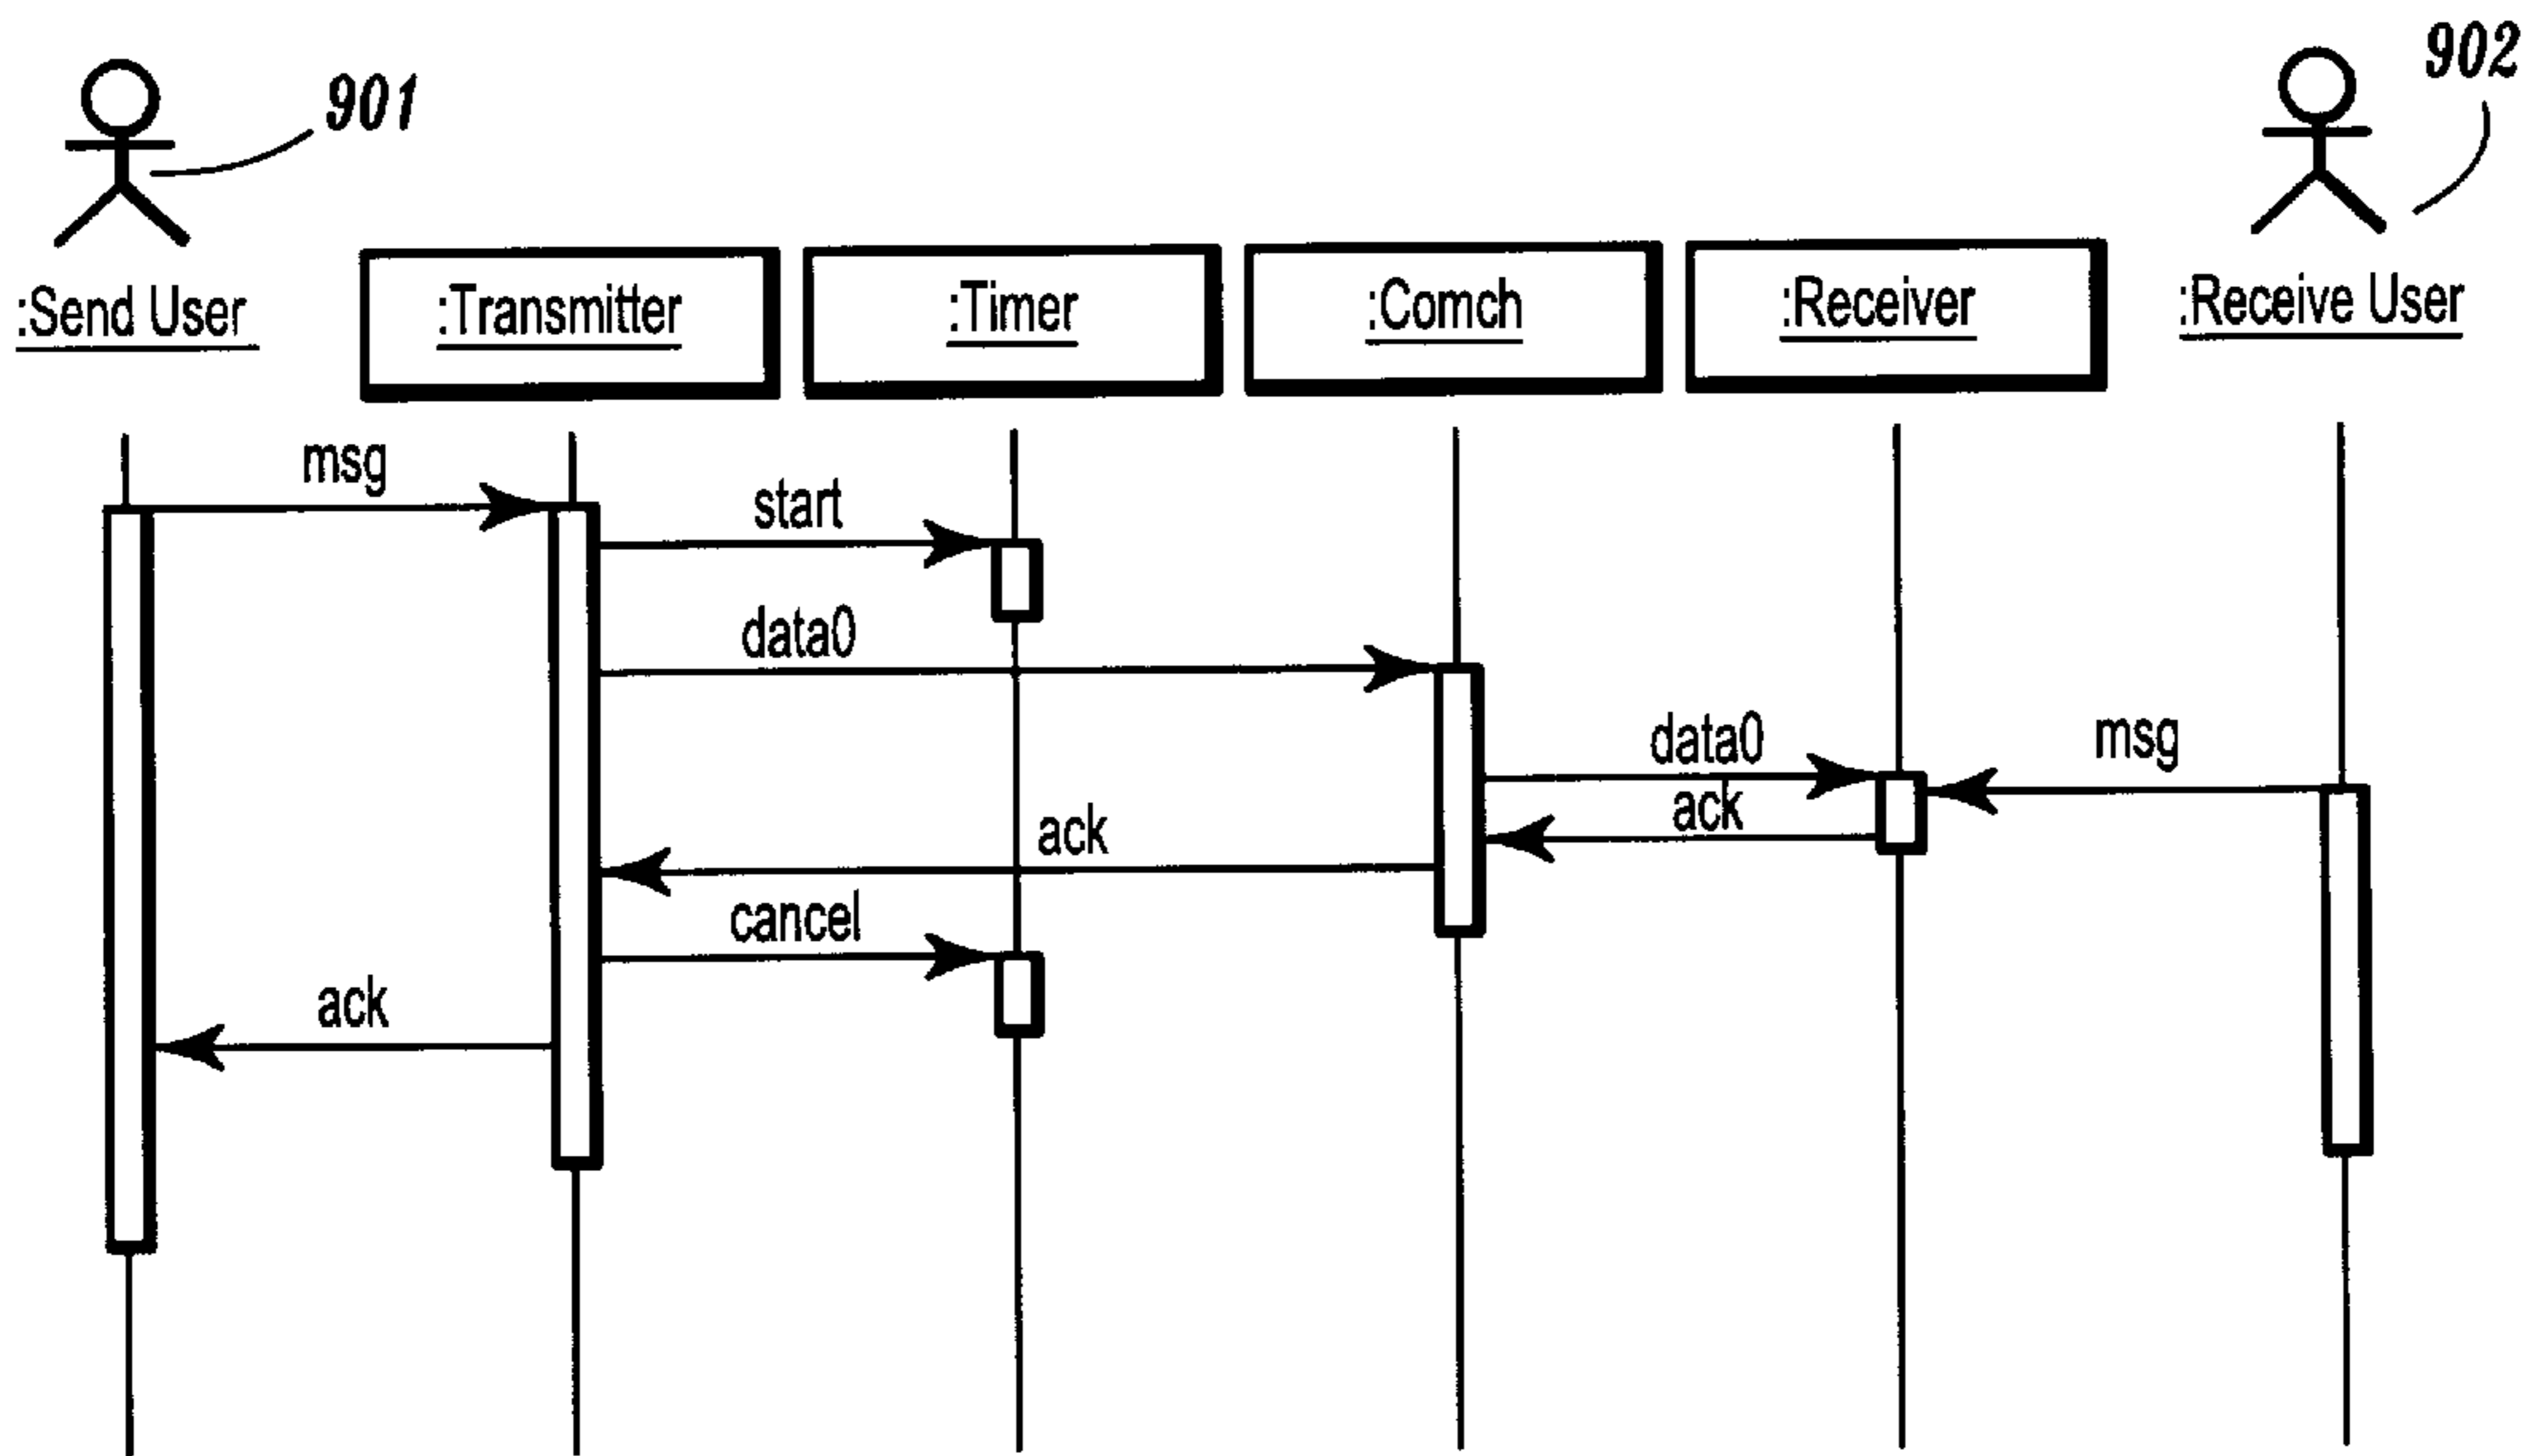 901
902
:Send User
:Transmitter
:Timer
:Comch
:Receiver
:Receive User
msg
start
data0
data0
msg
ack
ack
cancel
ack